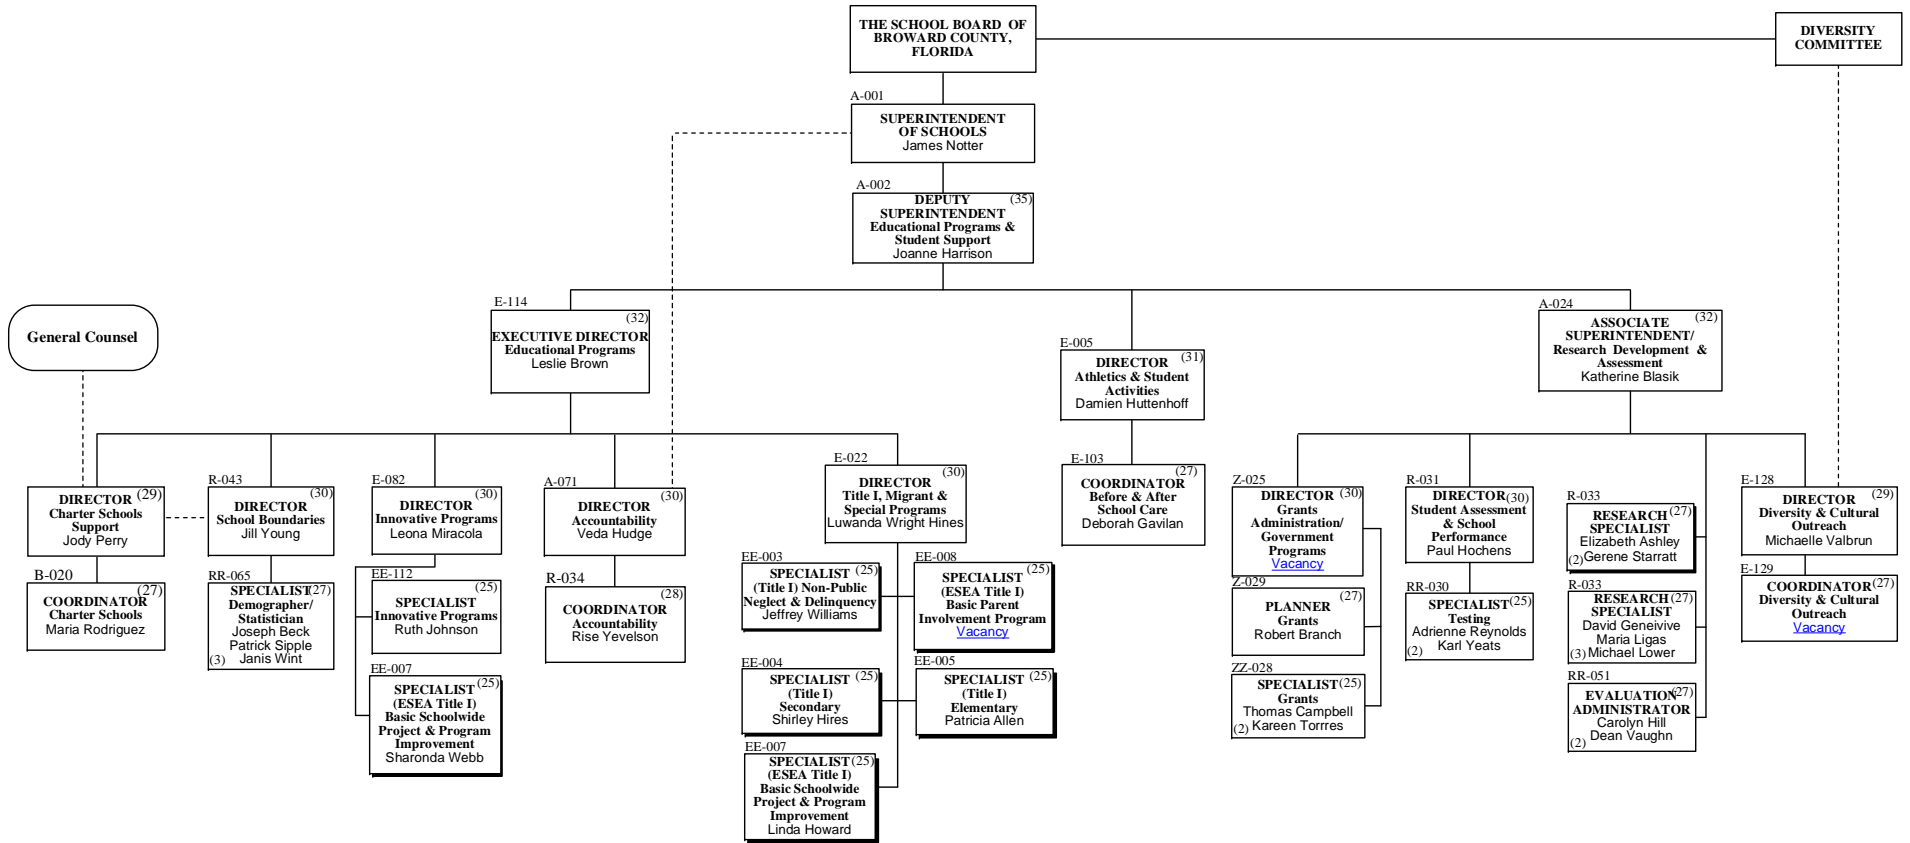 THE SCHOOL BOARD OF
BROWARD COUNTY,
FLORIDA
DIVERSITY
COMMITTEE
A-001
SUPERINTENDENT
OF SCHOOLS
James Notter
A-002
DEPUTY (35)
SUPERINTENDENT
Educational Programs &
Student Support
Joanne Harrison
General Counsel
E-114
(32)
EXECUTIVE DIRECTOR
Educational Programs
Leslie Brown
E-005
DIRECTOR (31)
Athletics & Student
Activities
Damien Huttenhoff
A-024
ASSOCIATE (32)
SUPERINTENDENT/
Research Development &
Assessment
Katherine Blasik
DIRECTOR (29)
Charter Schools
Support
Jody Perry
B-020
(27)
COORDINATOR
Charter Schools
Maria Rodriguez
R-043
(30)
DIRECTOR
School Boundaries
Jill Young
RR-065
SPECIALIST (27)
Demographer/
Statistician
Joseph Beck
Patrick Sipple
(3) Janis Wint
E-082
(30)
DIRECTOR
Innovative Programs
Leona Miracola
EE-112
(25)
SPECIALIST
Innovative Programs
Ruth Johnson
EE-007
SPECIALIST (25)
(ESEA Title I)
Basic Schoolwide
Project & Program
Improvement
Sharonda Webb
A-071
(30)
DIRECTOR
Accountability
Veda Hudge
R-034
(28)
COORDINATOR
Accountability
Rise Yevelson
E-022
(30)
DIRECTOR
Title I, Migrant &
Special Programs
Luwanda Wright Hines
EE-003
SPECIALIST (25)
(Title I) Non-Public
Neglect & Delinquency
Jeffrey Williams
EE-008
(25)
SPECIALIST
(ESEA Title I)
Basic Parent
Involvement Program
Vacancy
EE-004
SPECIALIST (25)
(Title I)
Secondary
Shirley Hires
EE-005
SPECIALIST (25)
(Title I)
Elementary
Patricia Allen
EE-007
SPECIALIST (25)
(ESEA Title I)
Basic Schoolwide
Project & Program
Improvement
Linda Howard
E-103
(27)
COORDINATOR
Before & After
School Care
Deborah Gavilan
Z-025
DIRECTOR (30)
Grants
Administration/
Government
Programs
Vacancy
Z-029
(27)
PLANNER
Grants
Robert Branch
ZZ-028
SPECIALIST (25)
Grants
Thomas Campbell
(2) Kareen Torrres
R-031
DIRECTOR (30)
Student Assessment
& School
Performance
Paul Hochens
RR-030
SPECIALIST (25)
Testing
Adrienne Reynolds
(2) Karl Yeats
R-033
RESEARCH (27)
SPECIALIST
Elizabeth Ashley
(2) Gerene Starratt
R-033
RESEARCH (27)
SPECIALIST
David Geneivive
Maria Ligas
(3) Michael Lower
RR-051
EVALUATION (27)
ADMINISTRATOR
Carolyn Hill
(2) Dean Vaughn
E-128
DIRECTOR (29)
Diversity & Cultural
Outreach
Michaelle Valbrun
E-129
COORDINATOR (27)
Diversity & Cultural
Outreach
Vacancy